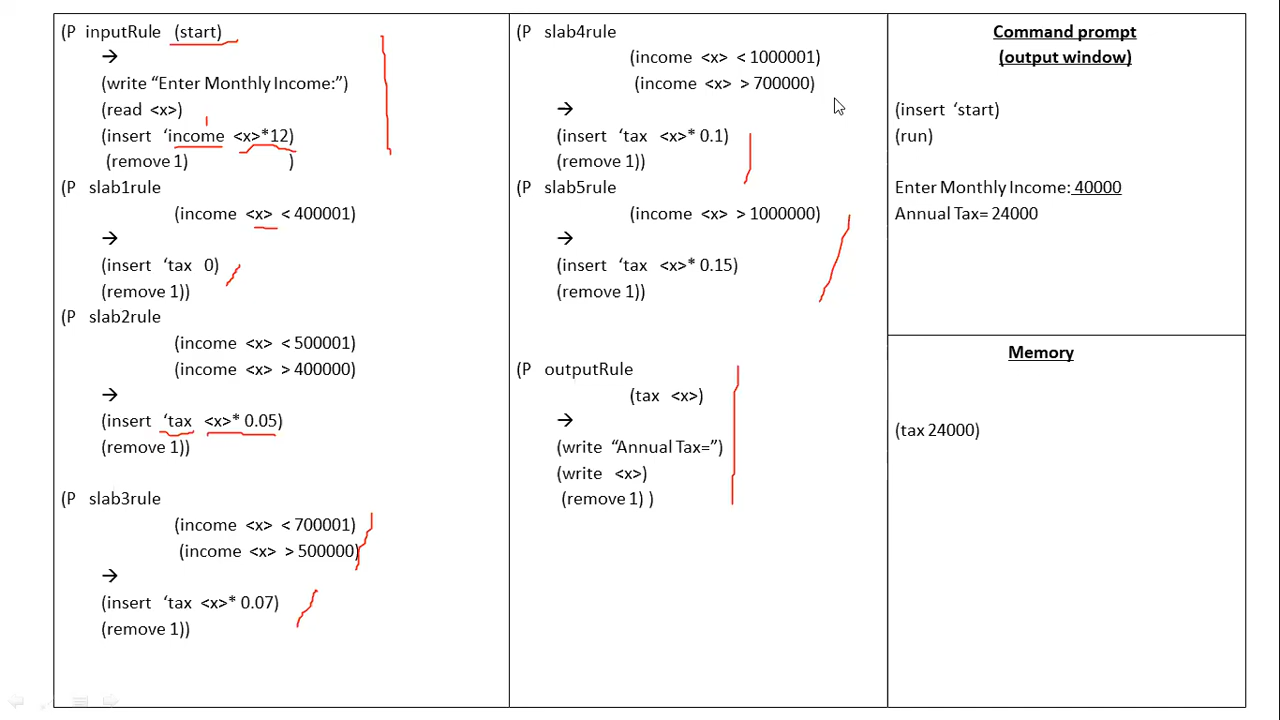 (P inputRule (start)
→
(write “Enter Monthly Income:”)
(read <x>)
(insert ‘income <x>*12)
(remove 1) )
(P slab1rule
(income <x> < 400001)
→
(insert ‘tax 0)
(remove 1))
(P slab2rule
(income <x> < 500001)
(income <x> > 400000)
→
(insert ‘tax <x>* 0.05)
(remove 1))
(P slab3rule
(income <x> < 700001)
(income <x> > 500000)
→
(insert ‘tax <x>* 0.07)
(remove 1))
(P slab4rule
(income <x> < 1000001)
(income <x> > 700000)
→
(insert ‘tax <x>* 0.1)
(remove 1))
(P slab5rule
(income <x> > 1000000)
→
(insert ‘tax <x>* 0.15)
(remove 1))
(P outputRule
(tax <x>)
→
(write “Annual Tax=”)
(write <x>)
(remove 1) )
Command prompt
(output window)
(insert ‘start)
(run)
Enter Monthly Income: 40000
Annual Tax= 24000
Memory
(tax 24000)